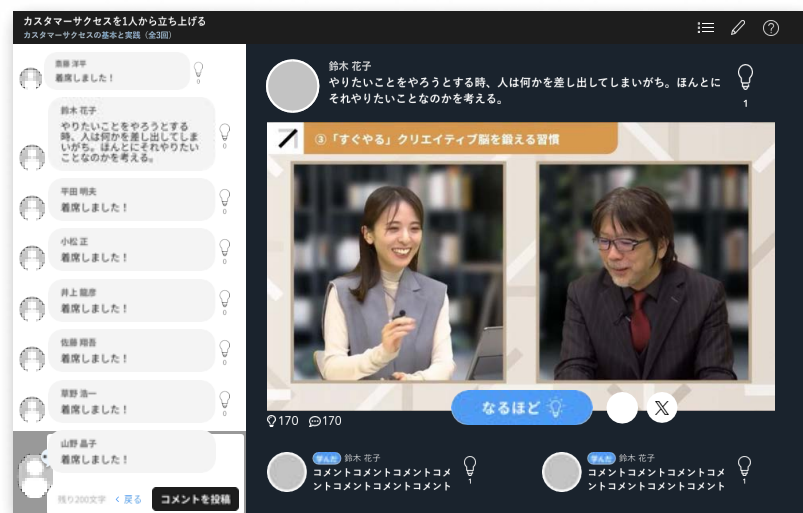 カスタマーサクセスを1人から立ち上げる
カスタマーサクセスの基本と実践（全3回）
斎藤 洋平
着席しました！
0
鈴木 花子
やりたいことをやろうとする
時、人は何かを差し出してしま
いがち。ほんとにそれやりたい
ことなのかを考える。
0
平田 明夫
着席しました！
0
小松 正
着席しました！
0
井上 龍彦
着席しました！
0
佐藤 翔吾
着席しました！
0
草野 浩一
着席しました！
0
山野 晶子
着席しました！
残り200文字
< 戻る
コメントを投稿
鈴木 花子
やりたいことをやろうとする時、人は何かを差し出してしまいがち。ほんとに
それやりたいことなのかを考える。
1
③「すぐやる」クリエイティブ脳を鍛える習慣
なるほど
X
170
170
学んだ 鈴木 花子
コメントコメントコメントコメ
ントコメントコメントコメント
1
学んだ 鈴木 花子
コメントコメントコメントコメ
ントコメントコメントコメント
1